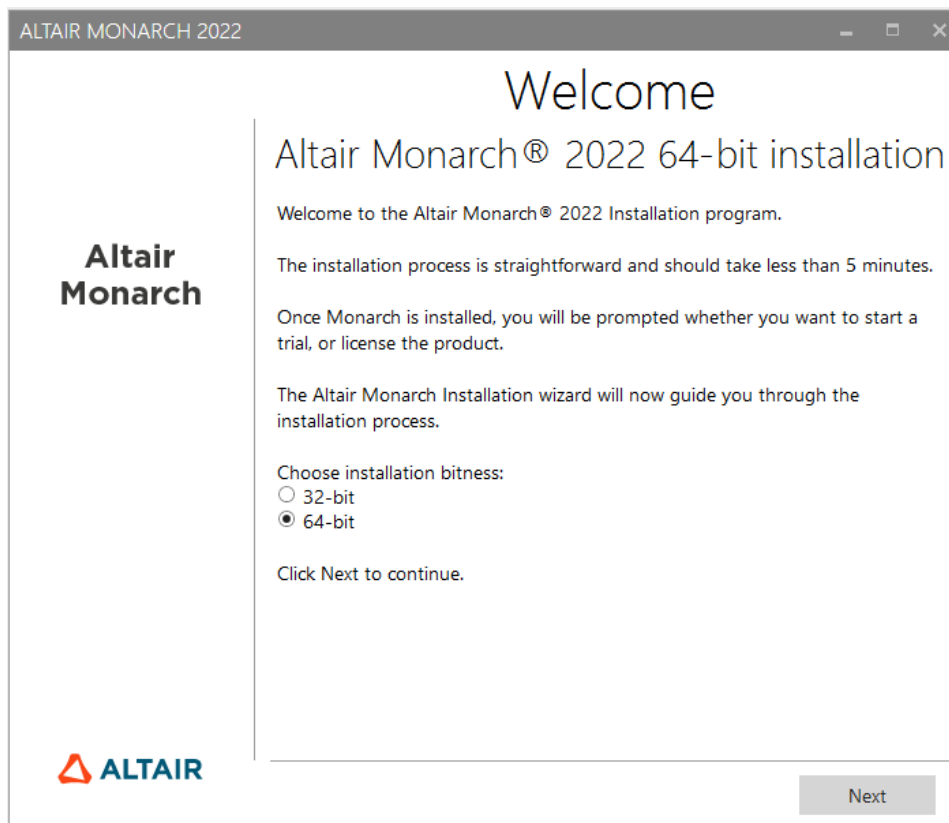 ALTAIR MONARCH 2022
Welcome
Altair Monarch® 2022 64-bit installation
Welcome to the Altair Monarch® 2022 Installation program.
Altair
Monarch
The installation process is straightforward and should take less than 5 minutes.
Once Monarch is installed, you will be prompted whether you want to start a
trial, or license the product.
The Altair Monarch Installation wizard will now guide you through the
installation process.
Choose installation bitness:
32-bit
64-bit
Click Next to continue.
ALTAIR
Next